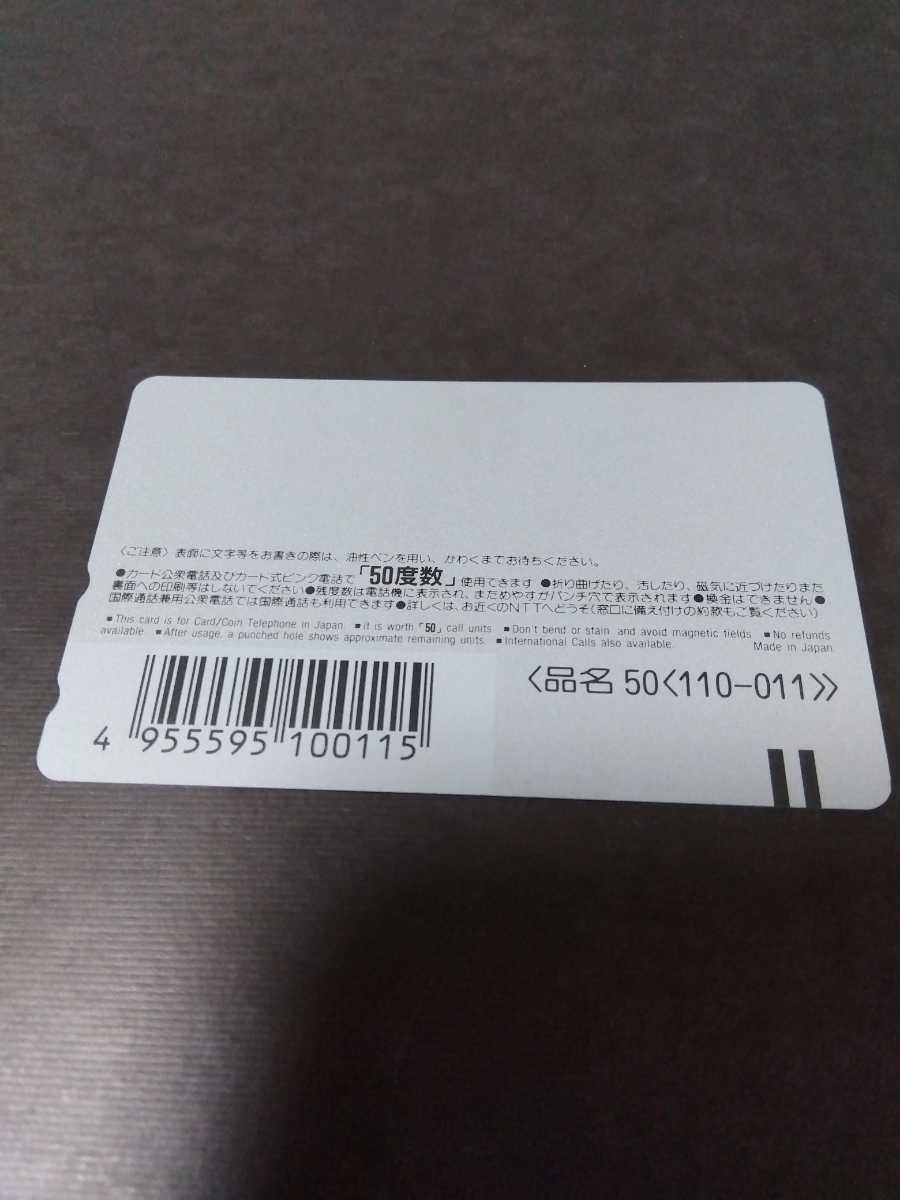 〈ご注意〉表面に文字等をお書きの際は、油性ペンを用い、かわくまでお待ちください。
●カード公衆電話及びカード式ピンク電話で「50度数」使用できます ●折り曲げたり、汚したり、磁気に近づけたりまた
裏面への印刷等はしないでください●残度数は電話機に表示され、まためやすがパンチ穴で表示されます●換金はできません●
国際通話兼用公衆電話では国際通話も利用できます●詳しくは、お近くのNTTへどうぞ(窓口に備え付けの約款もご覧ください)
■This card is for Card/Coin Telephone in Japan. ■it is worth「50」call units ■Don't bend or stain and avoid magnetic fields ■No refunds
available. ■After usage, a punched hole shows approximate remaining units. ■International Calls also available. Made in Japan.
〈品名 50〈110-011〉〉
4 955595 100115